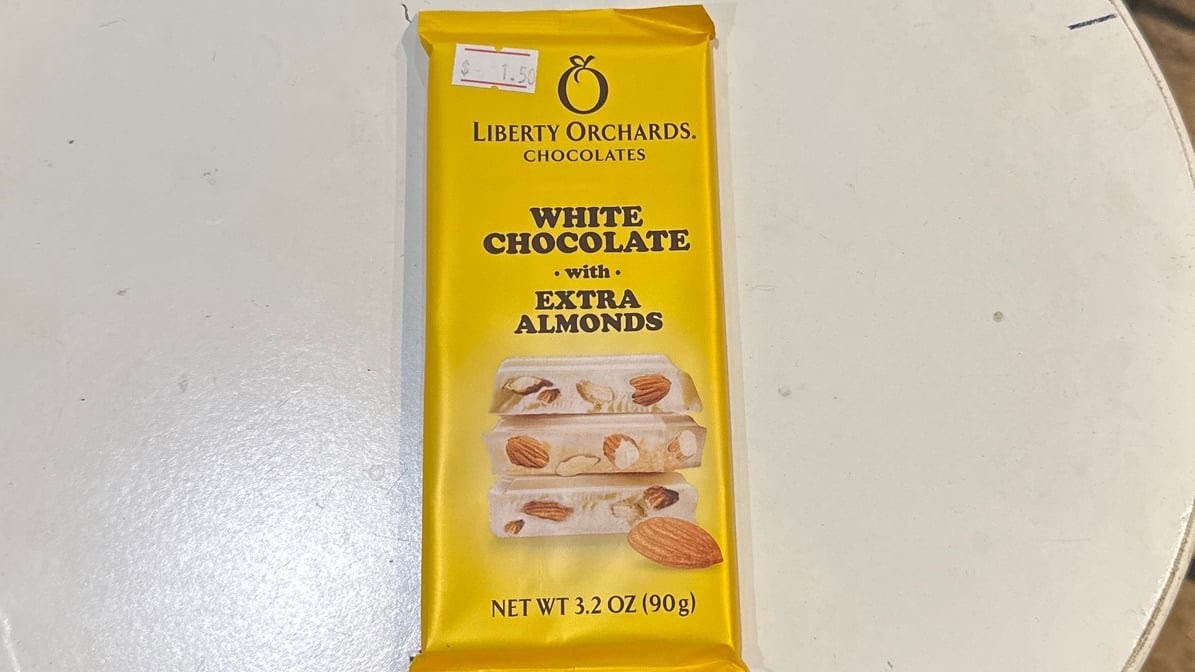 $ 1.50
LIBERTY ORCHARDS.
CHOCOLATES
WHITE
CHOCOLATE
• with •
EXTRA
ALMONDS
NET WT 3.2 OZ (90g)